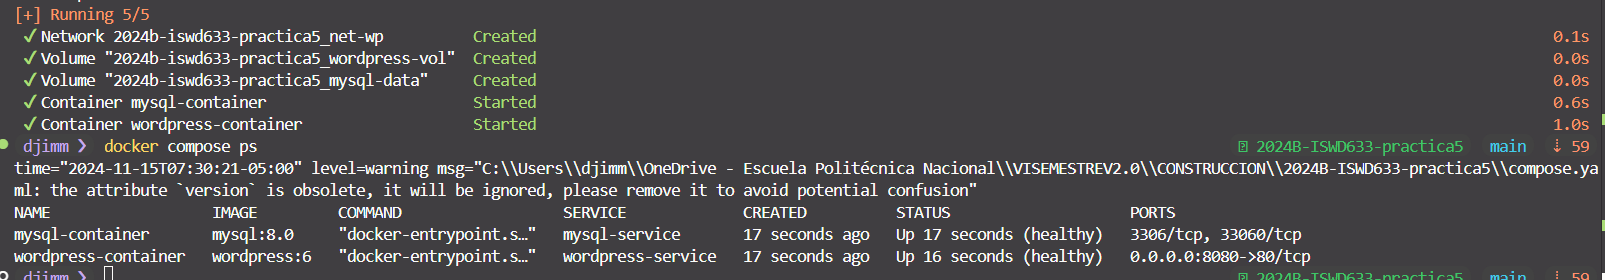 [+] Running 5/5
✓ Network 2024b-iswd633-practica5_net-wp Created 0.1s
✓ Volume "2024b-iswd633-practica5_wordpress-vol" Created 0.0s
✓ Volume "2024b-iswd633-practica5_mysql-data" Created 0.0s
✓ Container mysql-container Started 0.6s
✓ Container wordpress-container Started 1.0s
djimm ❯ docker compose ps 2024B-ISWD633-practica5 main ⇣ 59
time="2024-11-15T07:30:21-05:00" level=warning msg="C:\\Users\\djimm\\OneDrive - Escuela Politécnica Nacional\\VISEMESTREV2.0\\CONSTRUCCION\\2024B-ISWD633-practica5\\compose.ya
ml: the attribute `version` is obsolete, it will be ignored, please remove it to avoid potential confusion"
NAME IMAGE COMMAND SERVICE CREATED STATUS PORTS
mysql-container mysql:8.0 "docker-entrypoint.s…" mysql-service 17 seconds ago Up 17 seconds (healthy) 3306/tcp, 33060/tcp
wordpress-container wordpress:6 "docker-entrypoint.s…" wordpress-service 17 seconds ago Up 16 seconds (healthy) 0.0.0.0:8080->80/tcp
djimm ❯ 2024B-ISWD633-practica5 main ⇣ 59